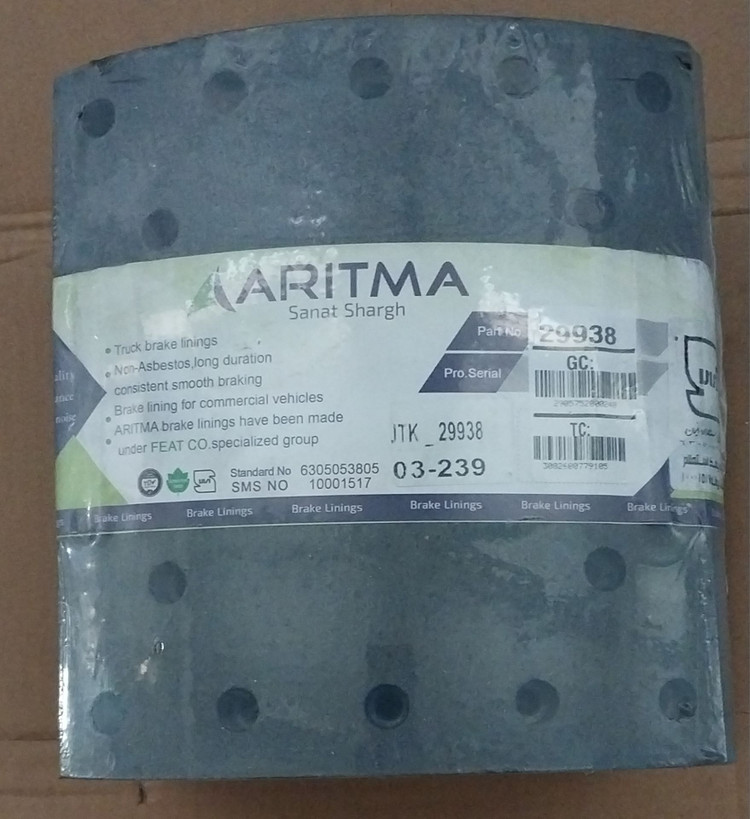 ARITMA
Sanat Shargh
Truck brake linings
Non-Asbestos,long duration
consistent smooth braking
Brake lining for commercial vehicles
ARITMA brake linings have been made
under FEAT CO.specialized group
Part No
29938
Pro.Serial
GC:
TC:
3002600779105
JTK _ 29938
03-239
Standard No 6305053805
SMS NO 10001517
noise
Brake Linings Brake Linings Brake Linings Brake Linings Brake Linings Brake Linings